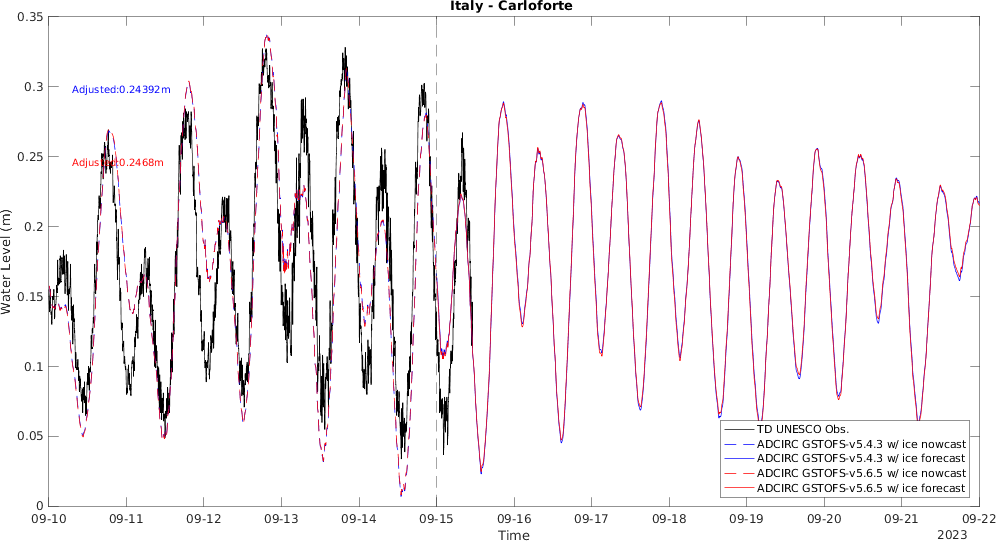 Italy - Carloforte
0.35
0.3
0.25
0.2
0.15
0.1
0.05
0
Water Level (m)
Adjusted:0.24392m
Adjusted:0.2468m
TD UNESCO Obs.
ADCIRC GSTOFS-v5.4.3 w/ ice nowcast
ADCIRC GSTOFS-v5.4.3 w/ ice forecast
ADCIRC GSTOFS-v5.6.5 w/ ice nowcast
ADCIRC GSTOFS-v5.6.5 w/ ice forecast
09-10 09-11 09-12 09-13 09-14 09-15 09-16 09-17 09-18 09-19 09-20 09-21 09-22
Time
2023